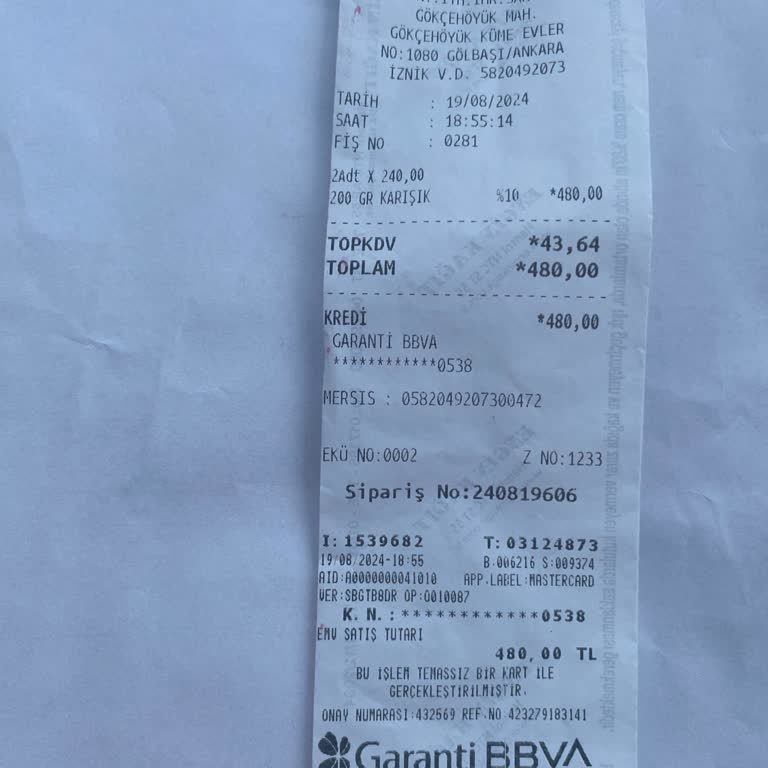 GÖKÇEHÖYÜK MAH.
GÖKÇEHÖYÜK KÜME EVLER
NO:1080 GÖLBAŞI/ANKARA
İZNİK V.D. 5820492073
TARİH : 19/08/2024
SAAT : 18:55:14
FİŞ NO : 0281
2Adt X 240,00
200 GR KARIŞIK %10 *480,00
TOPKDV *43,64
TOPLAM *480,00
KREDİ *480,00
GARANTİ BBVA
************0538
MERSIS : 0582049207300472
EKÜ NO:0002 Z NO:1233
Sipariş No:240819606
I: 1539682 T: 03124873
19/08/2024-18:55 B:006216 S:009374
AID:A0000000041010 APP.LABEL:MASTERCARD
VER:SBGTB8DR OP:0010087
K. N. : ************0538
EMV SATIŞ TUTARI
480,00 TL
BU İŞLEM TEMASSIZ BİR KART İLE
GERÇEKLEŞTİRİLMİŞTİR.
ONAY NUMARASI:432569 REF.NO 423279183141
Garanti BBVA